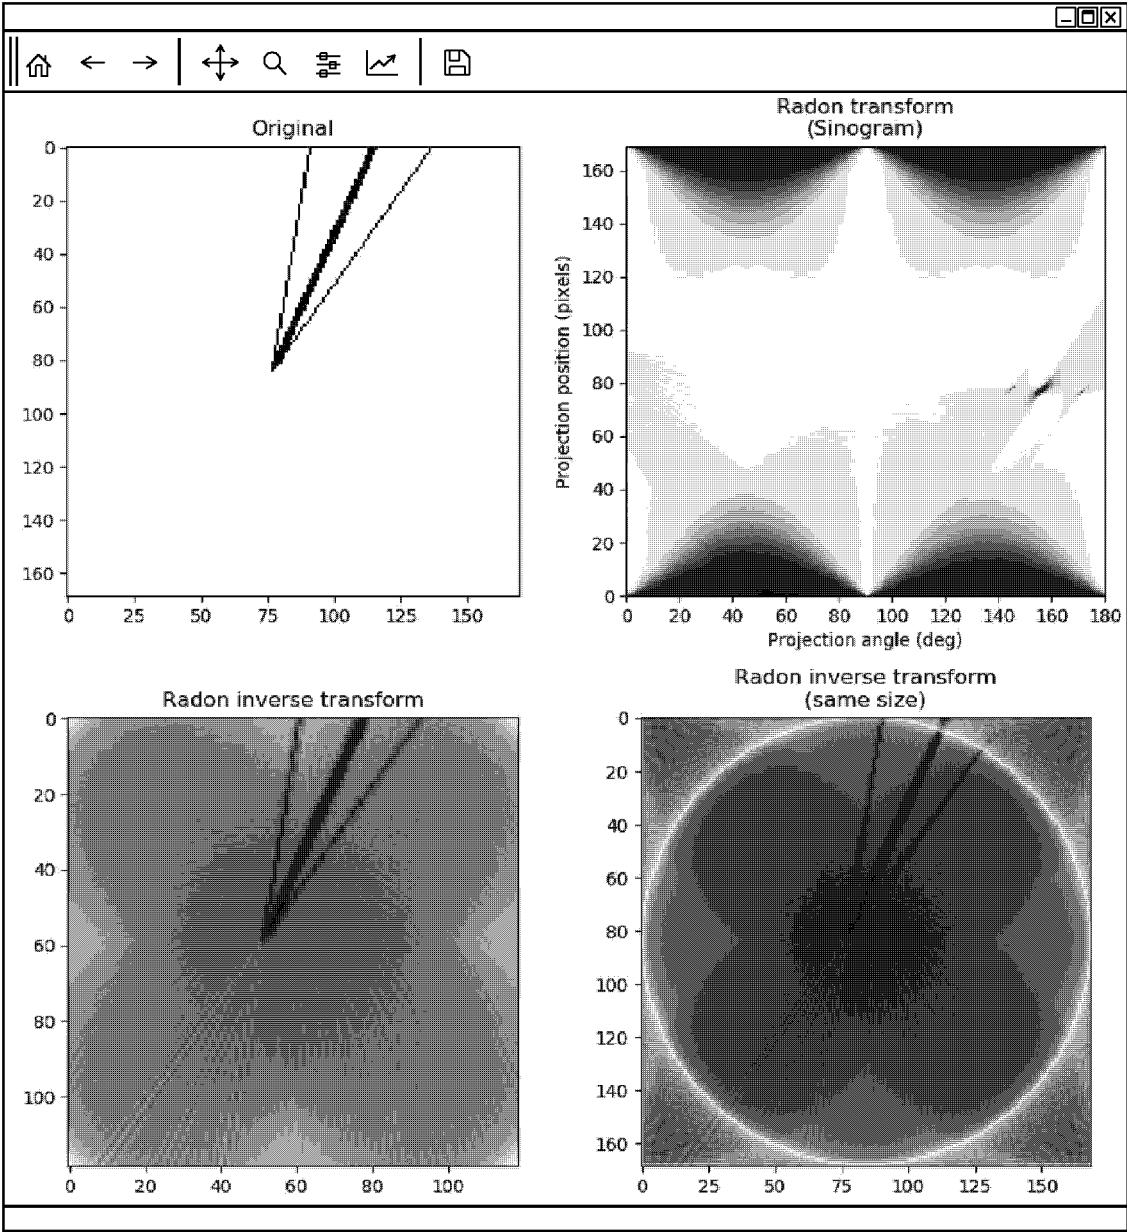 Original
0
20
40
60
80
100
120
140
160
0 25 50 75 100 125 150
Radon transform
(Sinogram)
Projection position (pixels)
160
140
120
100
80
60
40
20
0
0 20 40 60 80 100 120 140 160 180
Projection angle (deg)
Radon inverse transform
0
20
40
60
80
100
0 20 40 60 80 100
Radon inverse transform
(same size)
0
20
40
60
80
100
120
140
160
0 25 50 75 100 125 150